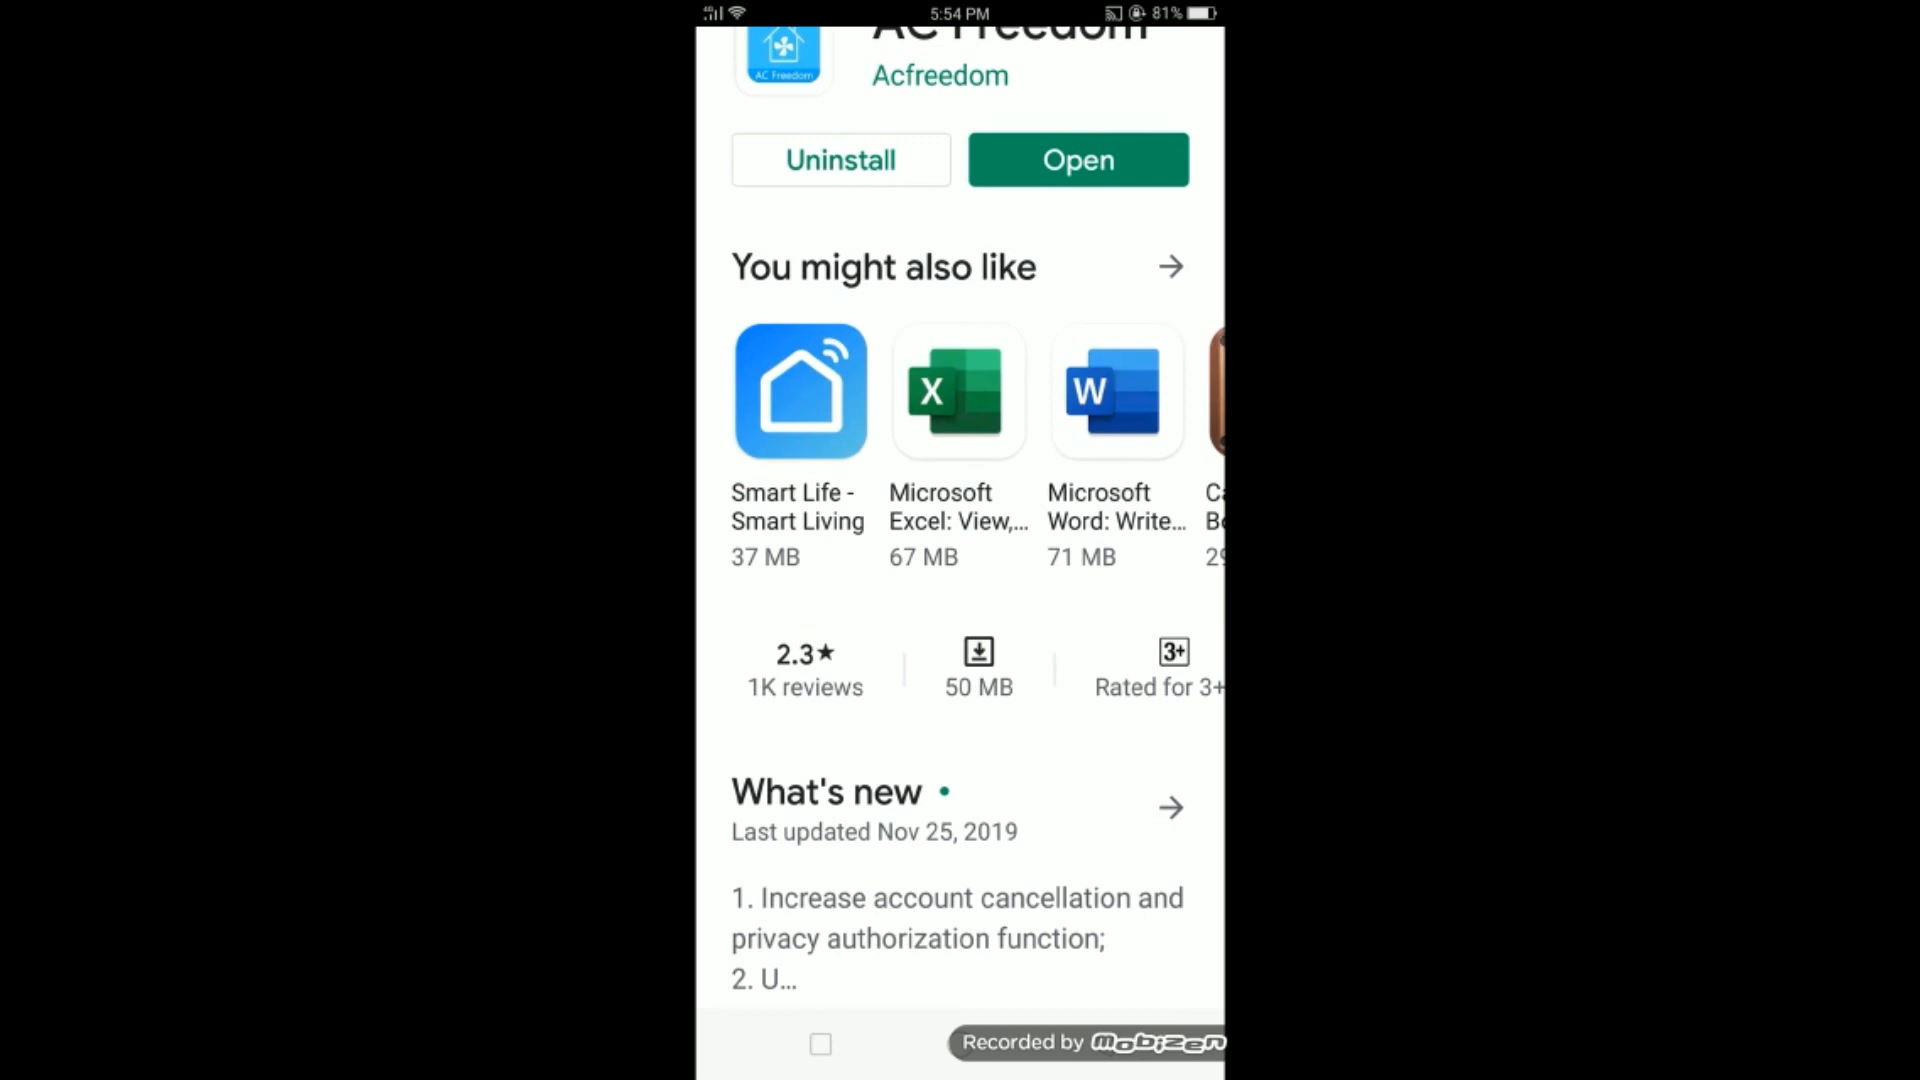 5:54 PM
81%
AC Freedom
AC Freedom
Acfreedom
Uninstall
Open
You might also like
X
W
Smart Life -
Smart Living
37 MB
Microsoft
Excel: View,...
67 MB
Microsoft
Word: Write...
71 MB
2.3★
1K reviews
50 MB
3+
Rated for 3+
What's new
Last updated Nov 25, 2019
1. Increase account cancellation and
privacy authorization function;
2. U...
Recorded by mobizen